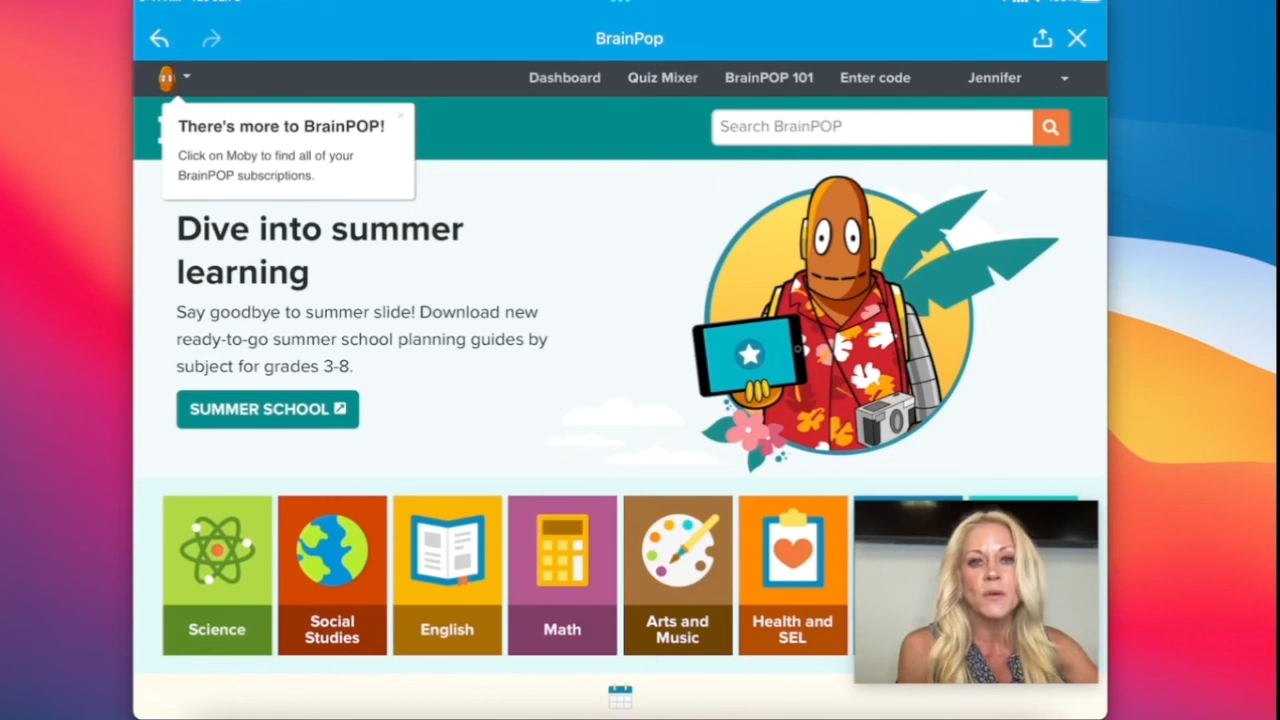 BrainPop
Dashboard
Quiz Mixer
BrainPOP 101
Enter code
Jennifer
There's more to BrainPOP!
Click on Moby to find all of your
BrainPOP subscriptions.
Search BrainPOP
Dive into summer
learning
Say goodbye to summer slide! Download new
ready-to-go summer school planning guides by
subject for grades 3-8.
SUMMER SCHOOL
Science
Social
Studies
English
Math
Arts and
Music
Health and
SEL